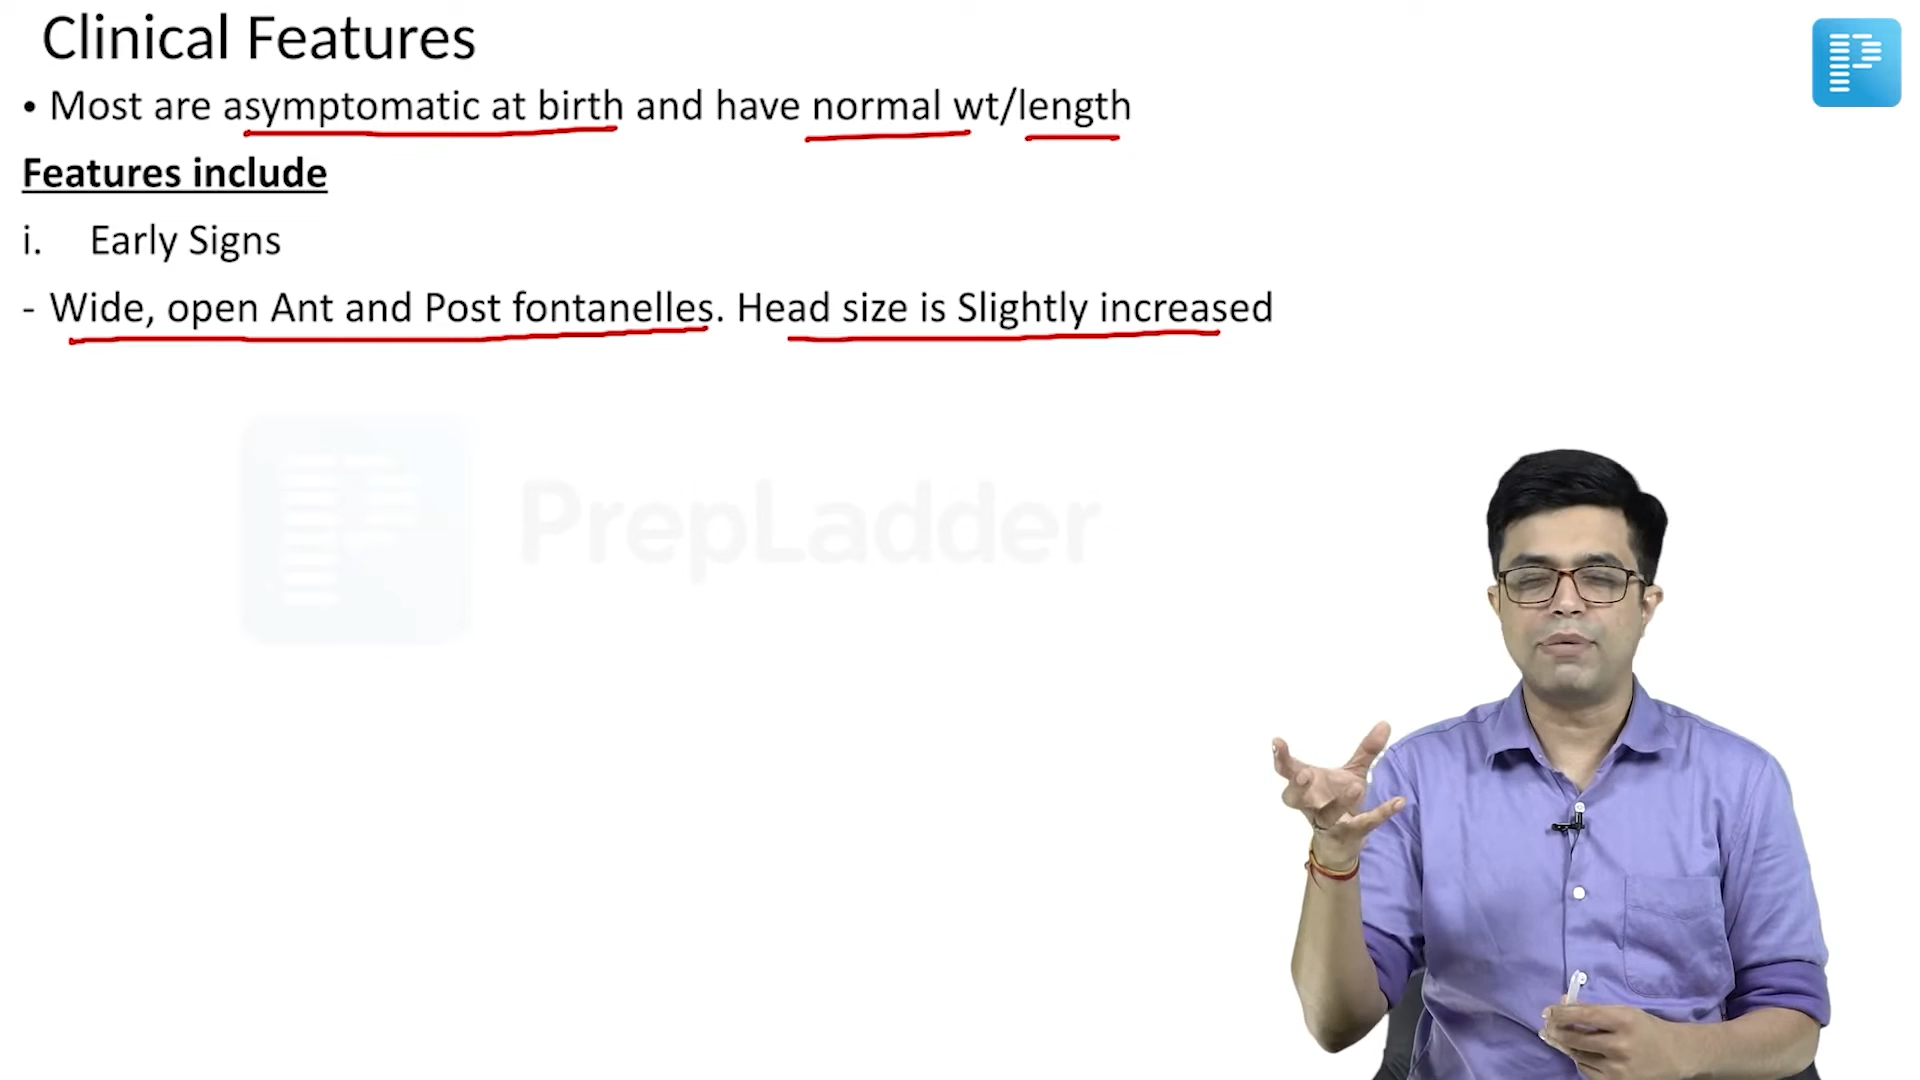 Clinical Features
• Most are asymptomatic at birth and have normal wt/length
Features include
i. Early Signs
- Wide, open Ant and Post fontanelles. Head size is Slightly increased
PrepLadder